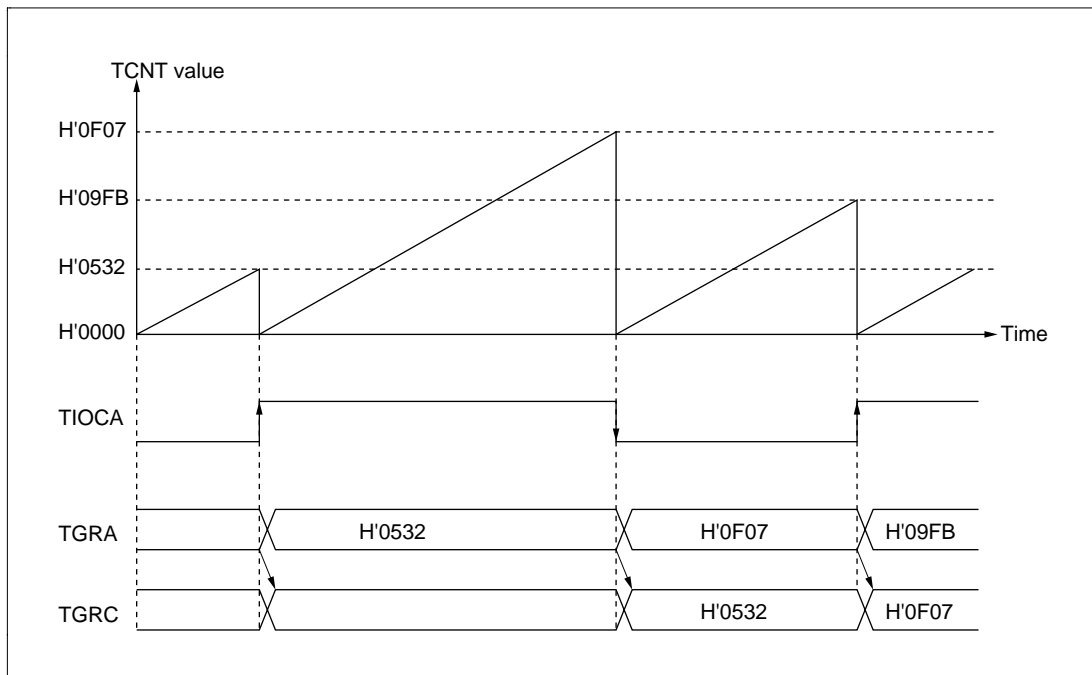 TCNT value
H'0F07
H'09FB
H'0532
H'0000
Time
TIOCA
TGRA
H'0532
H'0F07
H'09FB
TGRC
H'0532
H'0F07